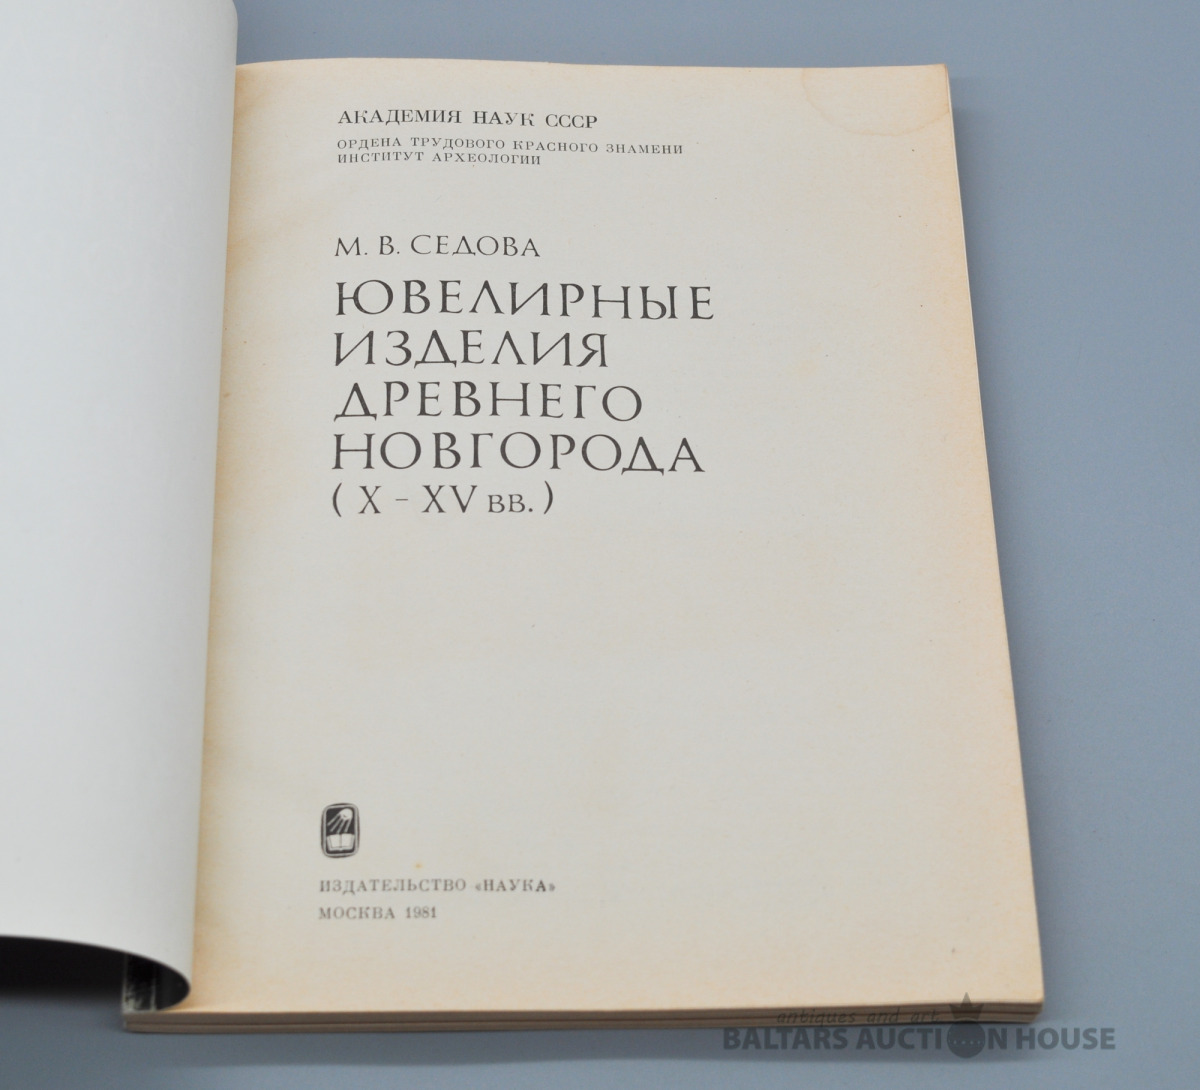 АКАДЕМИЯ НАУК СССР
ОРДЕНА ТРУДОВОГО КРАСНОГО ЗНАМЕНИ
ИНСТИТУТ АРХЕОЛОГИИ
М. В. СЕДОВА
ЮВЕЛИРНЫЕ
ИЗДЕЛИЯ
ДРЕВНЕГО
НОВГОРОДА
( X – XV ВВ. )
ИЗДАТЕЛЬСТВО «НАУКА»
МОСКВА 1981
antiques and art
BALTARS AUCTION HOUSE